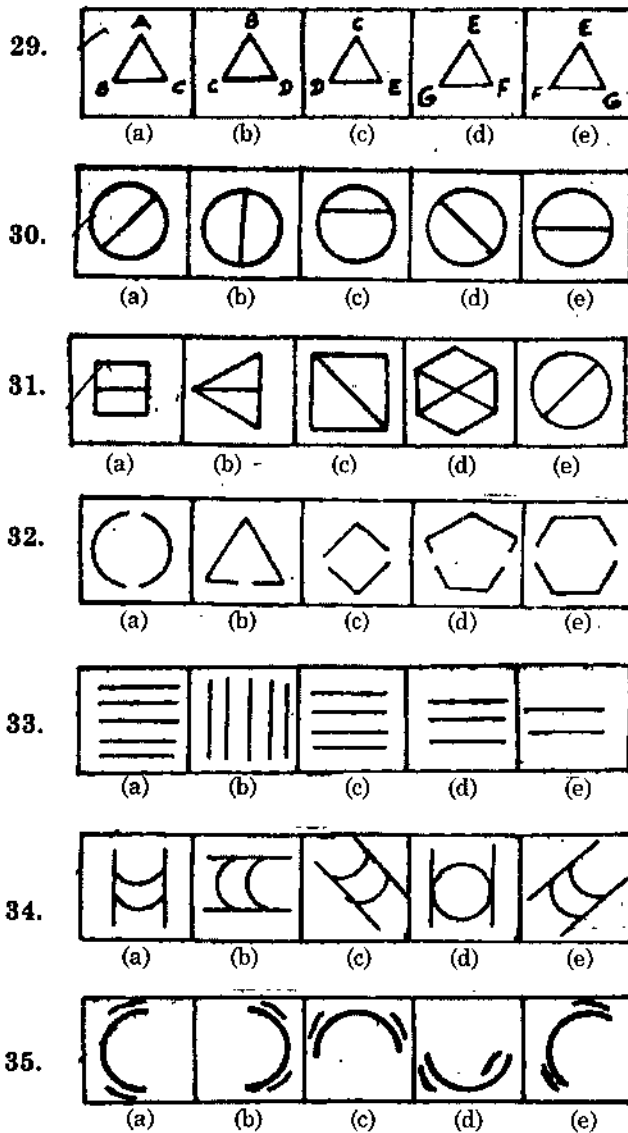 29.
A B C E E
B C C D D E G F F G
(a) (b) (c) (d) (e)
30.
(a) (b) (c) (d) (e)
31.
(a) (b) - (c) (d) (e)
32.
(a) (b) (c) (d) (e)
33.
(a) (b) (c) (d) (e)
34.
(a) (b) (c) (d) (e)
35.
(a) (b) (c) (d) (e)